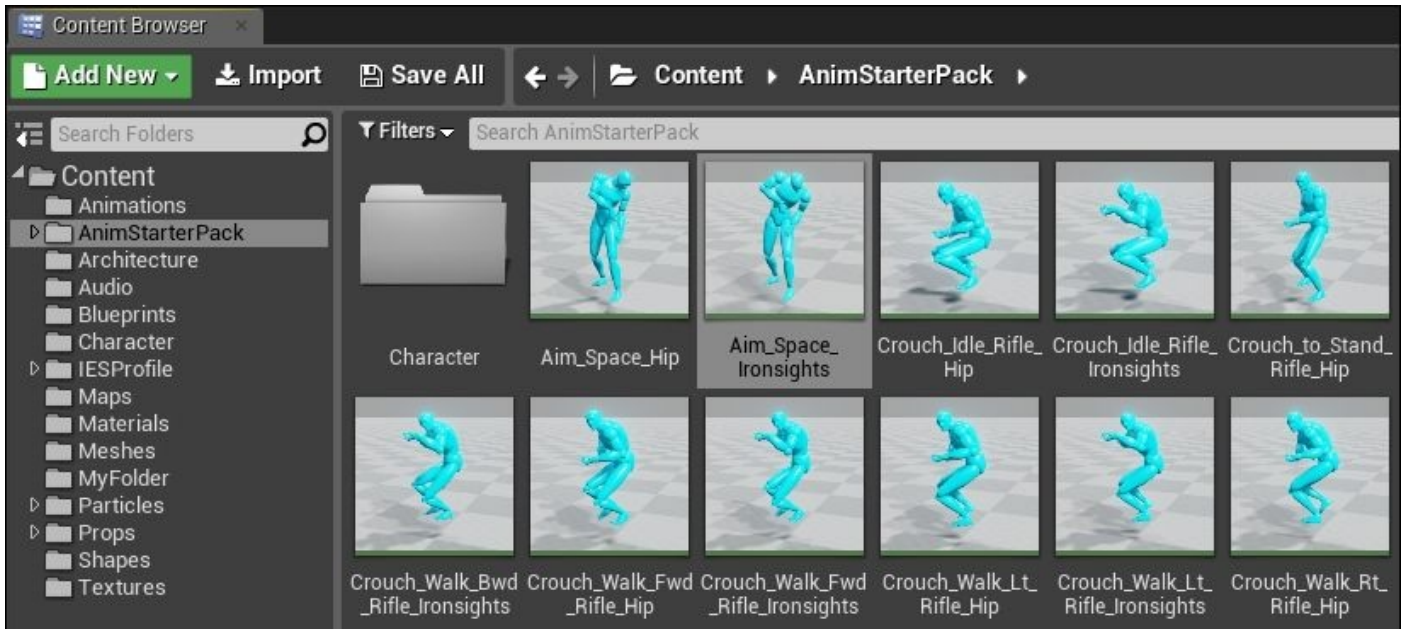 Content Browser
Add New Import Save All Content AnimStarterPack
Search Folders
Filters Search AnimStarterPack
Content
Animations
AnimStarterPack
Architecture
Audio
Blueprints
Character
IESProfile
Maps
Materials
Meshes
MyFolder
Particles
Props
Shapes
Textures
Character
Aim_Space_Hip
Aim_Space_
Ironsights
Crouch_Idle_Rifle_
Hip
Crouch_Idle_Rifle_
Ironsights
Crouch_to_Stand_
Rifle_Hip
Crouch_Walk_Bwd
_Rifle_Ironsights
Crouch_Walk_Fwd
_Rifle_Hip
Crouch_Walk_Fwd
_Rifle_Ironsights
Crouch_Walk_Lt_
Rifle_Hip
Crouch_Walk_Lt_
Rifle_Ironsights
Crouch_Walk_Rt_
Rifle_Hip